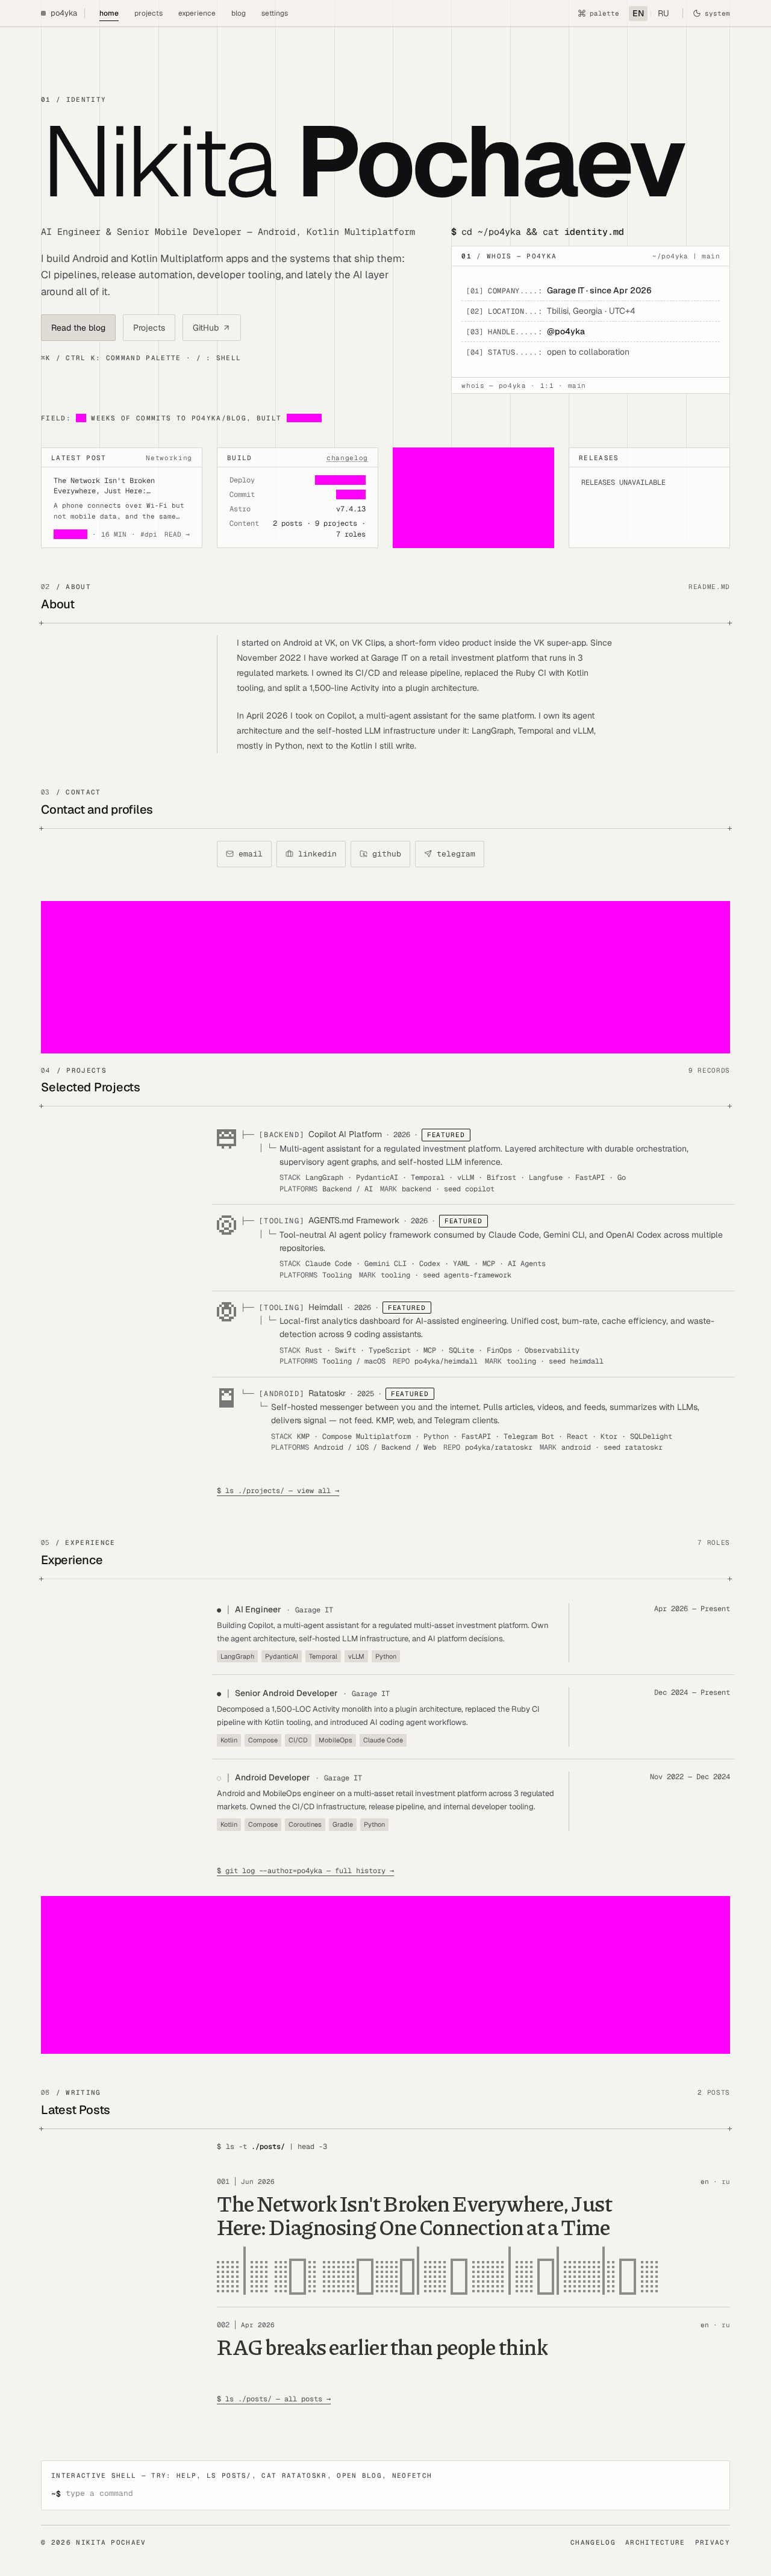 po4yka home projects experience blog settings palette EN RU system
01 / IDENTITY
Nikita Pochaev
AI Engineer & Senior Mobile Developer — Android, Kotlin Multiplatform
I build Android and Kotlin Multiplatform apps and the systems that ship them:
CI pipelines, release automation, developer tooling, and lately the AI layer
around all of it.
Read the blog Projects GitHub ↗
⌘K / CTRL K: COMMAND PALETTE · / : SHELL
$ cd ~/po4yka && cat identity.md
01 / WHOIS — PO4YKA ~/po4yka | main
[01] COMPANY....: Garage IT · since Apr 2026
[02] LOCATION...: Tbilisi, Georgia · UTC+4
[03] HANDLE.....: @po4yka
[04] STATUS.....: open to collaboration
whois — po4yka · 1:1 · main
FIELD: WEEKS OF COMMITS TO PO4YKA/BLOG, BUILT
LATEST POST Networking
The Network Isn't Broken
Everywhere, Just Here:…
A phone connects over Wi-Fi but
not mobile data, and the same…
· 16 MIN · #dpi READ →
BUILD changelog
Deploy
Commit
Astro v7.4.13
Content 2 posts · 9 projects ·
7 roles
RELEASES
RELEASES UNAVAILABLE
02 / ABOUT README.MD
About
I started on Android at VK, on VK Clips, a short-form video product inside the VK super-app. Since
November 2022 I have worked at Garage IT on a retail investment platform that runs in 3
regulated markets. I owned its CI/CD and release pipeline, replaced the Ruby CI with Kotlin
tooling, and split a 1,500-line Activity into a plugin architecture.
In April 2026 I took on Copilot, a multi-agent assistant for the same platform. I own its agent
architecture and the self-hosted LLM infrastructure under it: LangGraph, Temporal and vLLM,
mostly in Python, next to the Kotlin I still write.
03 / CONTACT
Contact and profiles
email linkedin github telegram
04 / PROJECTS 9 RECORDS
Selected Projects
├── [BACKEND] Copilot AI Platform · 2026 · FEATURED
│ └─ Multi-agent assistant for a regulated investment platform. Layered architecture with durable orchestration,
supervisory agent graphs, and self-hosted LLM inference.
STACK LangGraph · PydanticAI · Temporal · vLLM · Bifrost · Langfuse · FastAPI · Go
PLATFORMS Backend / AI MARK backend · seed copilot
├── [TOOLING] AGENTS.md Framework · 2026 · FEATURED
│ └─ Tool-neutral AI agent policy framework consumed by Claude Code, Gemini CLI, and OpenAI Codex across multiple
repositories.
STACK Claude Code · Gemini CLI · Codex · YAML · MCP · AI Agents
PLATFORMS Tooling MARK tooling · seed agents-framework
├── [TOOLING] Heimdall · 2026 · FEATURED
│ └─ Local-first analytics dashboard for AI-assisted engineering. Unified cost, burn-rate, cache efficiency, and waste-
detection across 9 coding assistants.
STACK Rust · Swift · TypeScript · MCP · SQLite · FinOps · Observability
PLATFORMS Tooling / macOS REPO po4yka/heimdall MARK tooling · seed heimdall
└── [ANDROID] Ratatoskr · 2025 · FEATURED
└─ Self-hosted messenger between you and the internet. Pulls articles, videos, and feeds, summarizes with LLMs,
delivers signal — not feed. KMP, web, and Telegram clients.
STACK KMP · Compose Multiplatform · Python · FastAPI · Telegram Bot · React · Ktor · SQLDelight
PLATFORMS Android / iOS / Backend / Web REPO po4yka/ratatoskr MARK android · seed ratatoskr
$ ls ./projects/ — view all →
05 / EXPERIENCE 7 ROLES
Experience
● │ AI Engineer · Garage IT Apr 2026 — Present
Building Copilot, a multi-agent assistant for a regulated multi-asset investment platform. Own
the agent architecture, self-hosted LLM infrastructure, and AI platform decisions.
LangGraph PydanticAI Temporal vLLM Python
● │ Senior Android Developer · Garage IT Dec 2024 — Present
Decomposed a 1,500-LOC Activity monolith into a plugin architecture, replaced the Ruby CI
pipeline with Kotlin tooling, and introduced AI coding agent workflows.
Kotlin Compose CI/CD MobileOps Claude Code
○ │ Android Developer · Garage IT Nov 2022 — Dec 2024
Android and MobileOps engineer on a multi-asset retail investment platform across 3 regulated
markets. Owned the CI/CD infrastructure, release pipeline, and internal developer tooling.
Kotlin Compose Coroutines Gradle Python
$ git log --author=po4yka — full history →
06 / WRITING 2 POSTS
Latest Posts
$ ls -t ./posts/ | head -3
001 │ Jun 2026 en · ru
The Network Isn't Broken Everywhere, Just
Here: Diagnosing One Connection at a Time
002 │ Apr 2026 en · ru
RAG breaks earlier than people think
$ ls ./posts/ — all posts →
INTERACTIVE SHELL — TRY: HELP, LS POSTS/, CAT RATATOSKR, OPEN BLOG, NEOFETCH
~$ type a command
© 2026 NIKITA POCHAEV CHANGELOG ARCHITECTURE PRIVACY